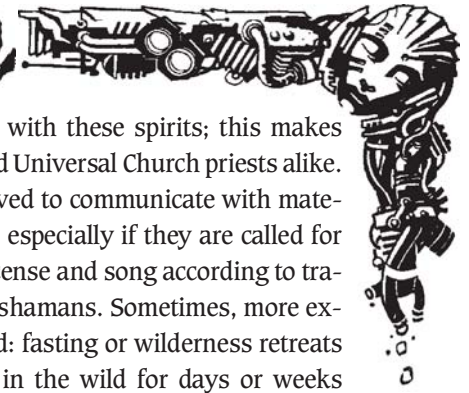 with these spirits; this makes
d Universal Church priests alike.
ved to communicate with mate-
especially if they are called for
ense and song according to tra-
shamans. Sometimes, more ex-
d: fasting or wilderness retreats
in the wild for days or weeks